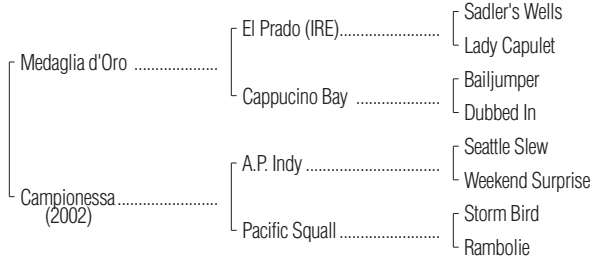 Sadler's Wells
El Prado (IRE)........................
Lady Capulet
Medaglia d'Oro ....................
Bailjumper
Cappucino Bay ....................
Dubbed In
Seattle Slew
A.P. Indy ................................
Weekend Surprise
Campionessa ........................
(2002)
Storm Bird
Pacific Squall ........................
Rambolie